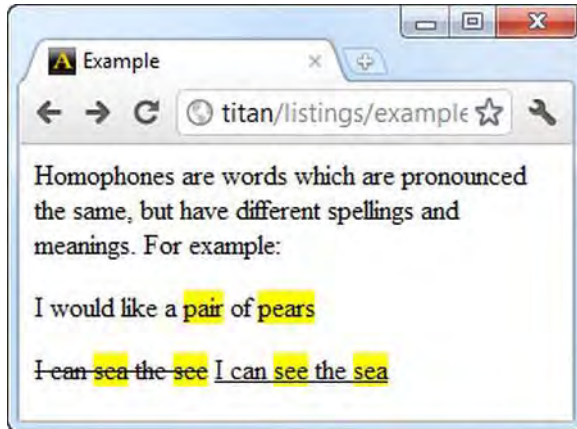 A Example
titan/listings/example
Homophones are words which are pronounced
the same, but have different spellings and
meanings. For example:
I would like a pair of pears
I can sea the see I can see the sea